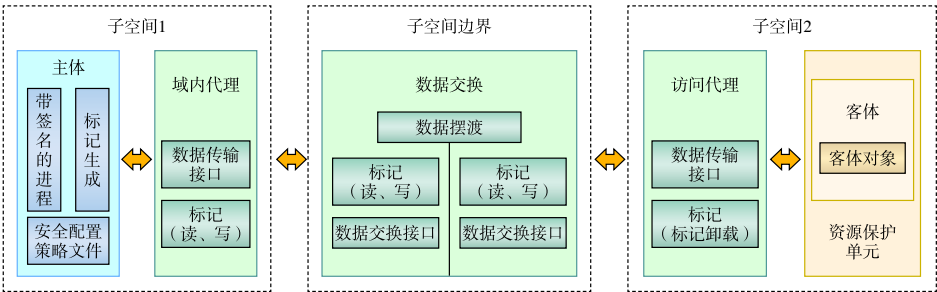 子空间1
主体
带签名的进程
标记生成
安全配置
策略文件
域内代理
数据传输
接口
标记
（读、写）
子空间边界
数据交换
数据摆渡
标记
（读、写）
数据交换接口
标记
（读、写）
数据交换接口
子空间2
访问代理
数据传输
接口
标记
（标记卸载）
客体
客体对象
资源保护
单元